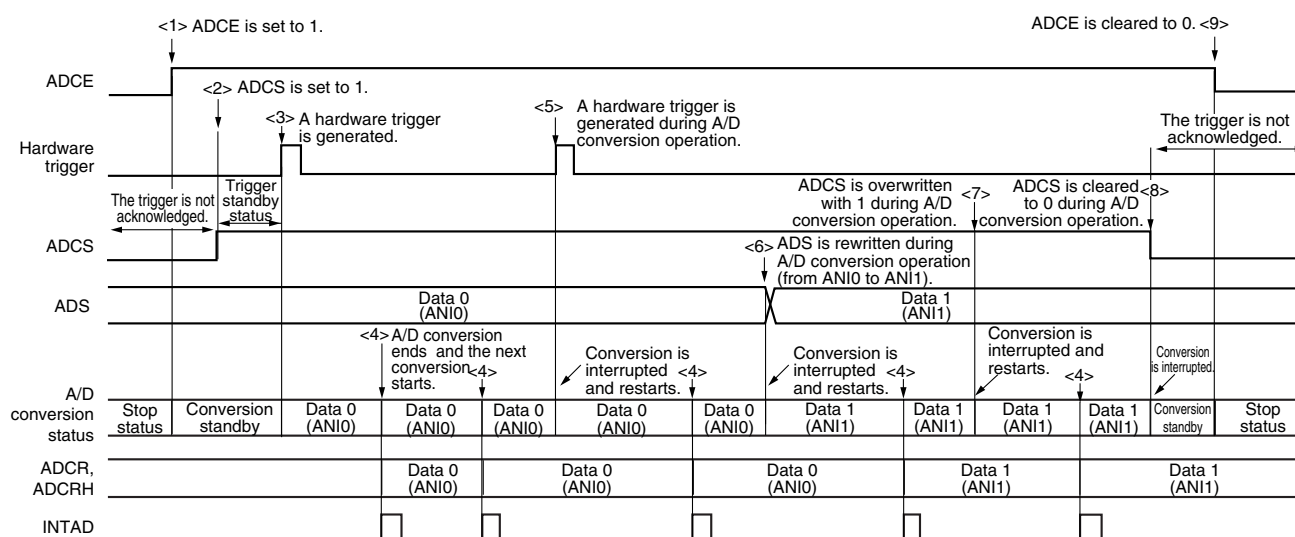 <1> ADCE is set to 1.
ADCE is cleared to 0. <9>
ADCE
<2> ADCS is set to 1.
<3> A hardware trigger
is generated.
<5> A hardware trigger is
generated during A/D
conversion operation.
The trigger is not
acknowledged.
Hardware
trigger
The trigger is not
acknowledged.
Trigger
standby
status
ADCS is overwritten
with 1 during A/D
conversion operation.
<7>
ADCS is cleared
to 0 during A/D
conversion operation.
<8>
ADCS
<6> ADS is rewritten during
A/D conversion operation
(from ANI0 to ANI1).
ADS
Data 0
(ANI0)
Data 1
(ANI1)
<4> A/D conversion
ends and the next
conversion
starts.
<4>
Conversion is
interrupted
and restarts.
<4>
Conversion is
interrupted
and restarts.
<4>
Conversion is
interrupted and
restarts.
<4>
Conversion
is interrupted.
A/D
conversion
status
Stop
status
Conversion
standby
Data 0
(ANI0)
Data 0
(ANI0)
Data 0
(ANI0)
Data 0
(ANI0)
Data 0
(ANI0)
Data 1
(ANI1)
Data 1
(ANI1)
Data 1
(ANI1)
Data 1
(ANI1)
Conversion
standby
Stop
status
ADCR,
ADCRH
Data 0
(ANI0)
Data 0
(ANI0)
Data 0
(ANI0)
Data 1
(ANI1)
Data 1
(ANI1)
INTAD